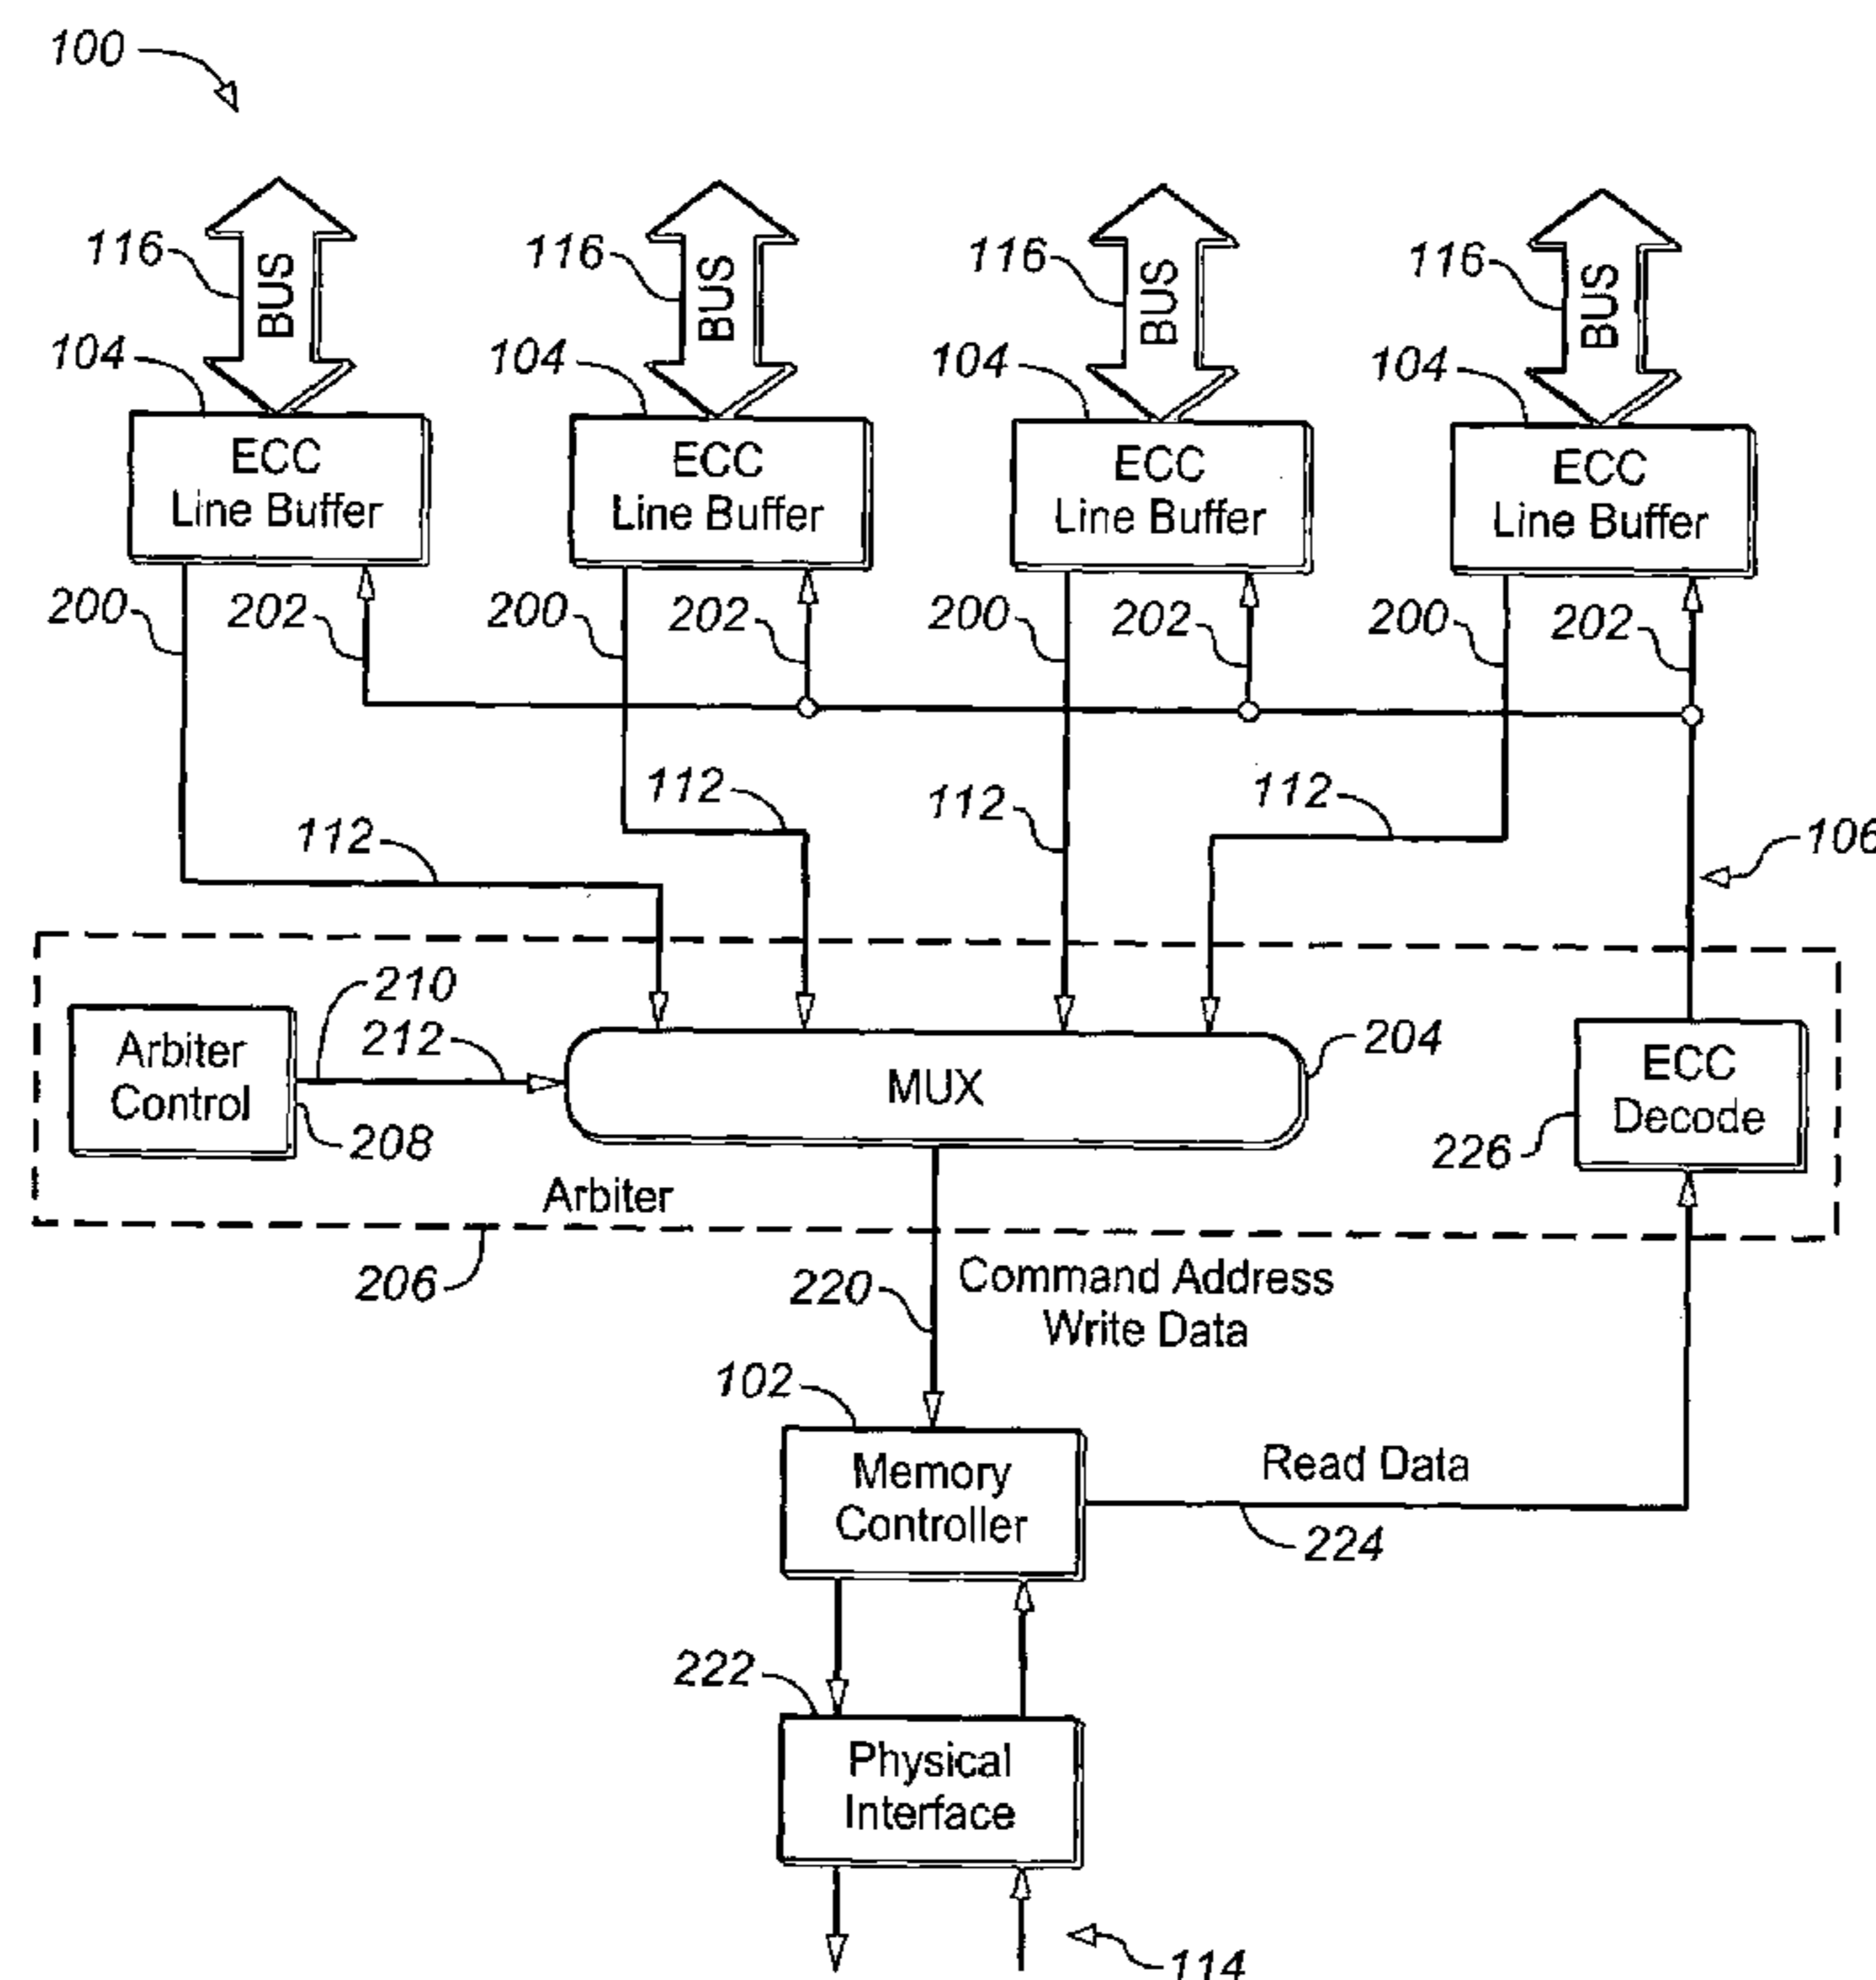 100
116
BUS
116
BUS
116
BUS
116
BUS
104
104
104
104
ECC
Line Buffer
ECC
Line Buffer
ECC
Line Buffer
ECC
Line Buffer
200
202
200
202
200
202
200
202
112
112
112
112
106
210
212
Arbiter
Control
208
MUX
204
ECC
Decode
226
Arbiter
206
220
Command Address
Write Data
102
Memory
Controller
Read Data
224
222
Physical
Interface
114